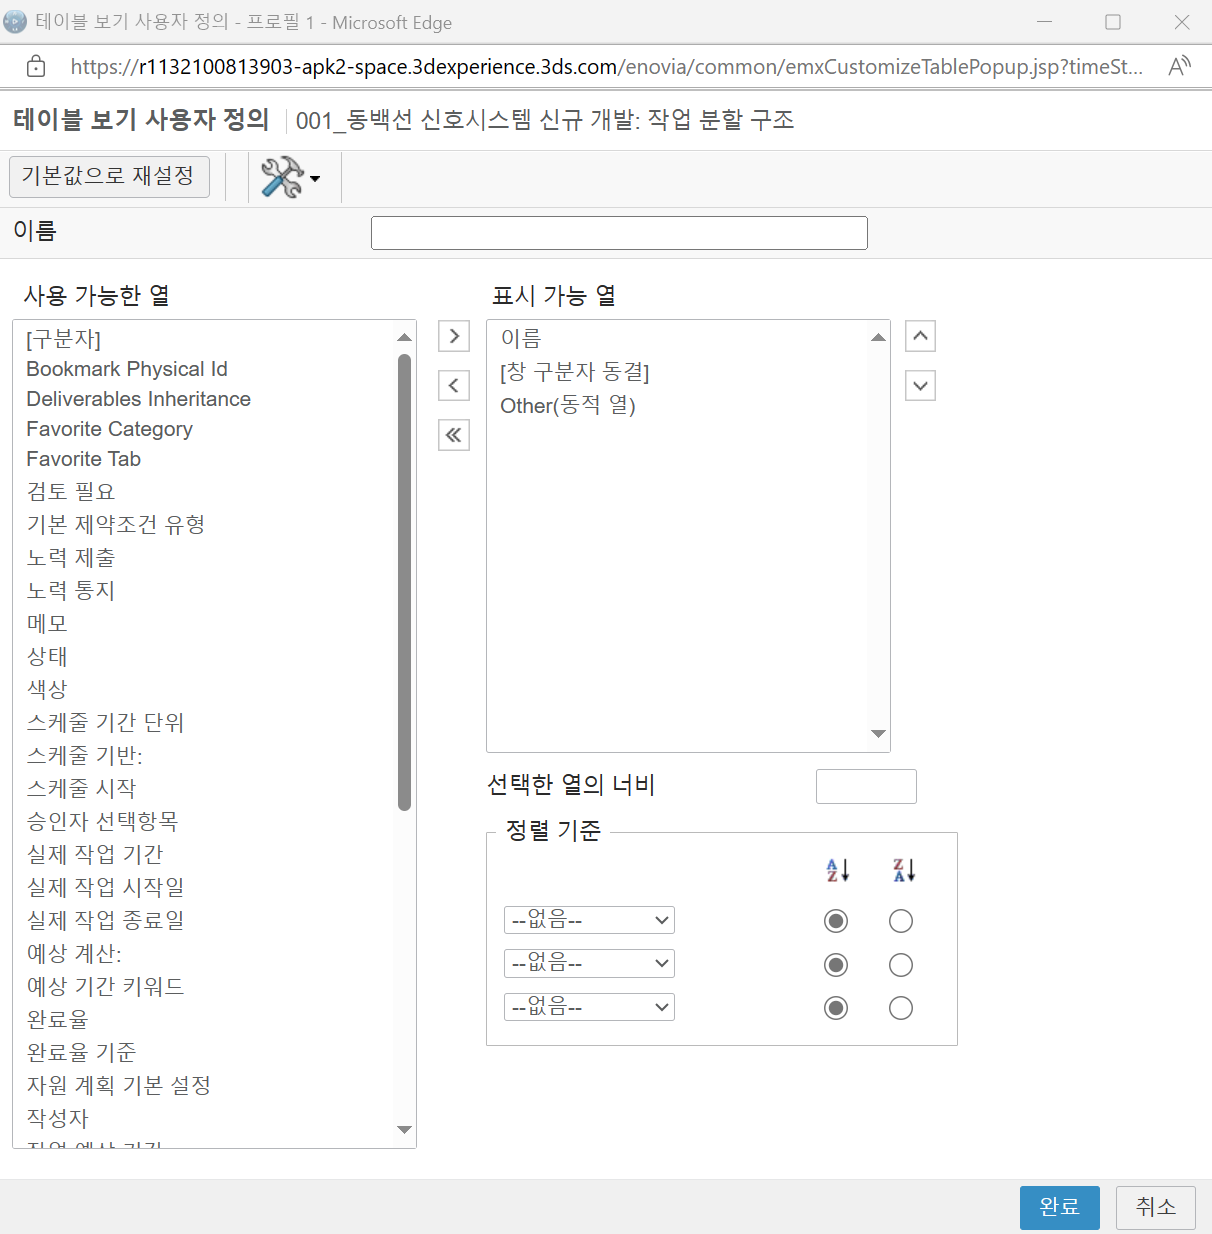 테이블 보기 사용자 정의 - 프로필 1 - Microsoft Edge
https://r1132100813903-apk2-space.3dexperience.3ds.com/enovia/common/emxCustomizeTablePopup.jsp?timeSt...
테이블 보기 사용자 정의 001_동백선 신호시스템 신규 개발: 작업 분할 구조
기본값으로 재설정
이름
사용 가능한 열
[구분자]
Bookmark Physical Id
Deliverables Inheritance
Favorite Category
Favorite Tab
검토 필요
기본 제약조건 유형
노력 제출
노력 통지
메모
상태
색상
스케줄 기간 단위
스케줄 기반:
스케줄 시작
승인자 선택항목
실제 작업 기간
실제 작업 시작일
실제 작업 종료일
예상 계산:
예상 기간 키워드
완료율
완료율 기준
자원 계획 기본 설정
작성자
표시 가능 열
이름
[창 구분자 동결]
Other(동적 열)
선택한 열의 너비
정렬 기준
--없음--
--없음--
--없음--
완료
취소